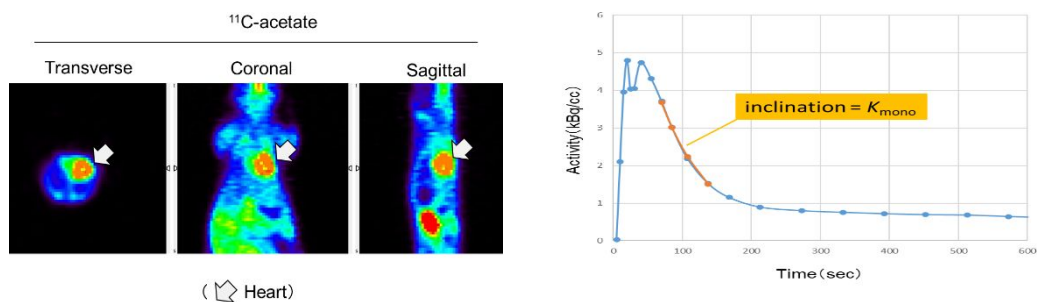 ¹¹C-acetate
Transverse
Coronal
Sagittal
( Heart)
6
5
4
3
2
1
0
Activity(kBq/cc)
inclination = Kmono
0
100
200
300
400
500
600
Time(sec)